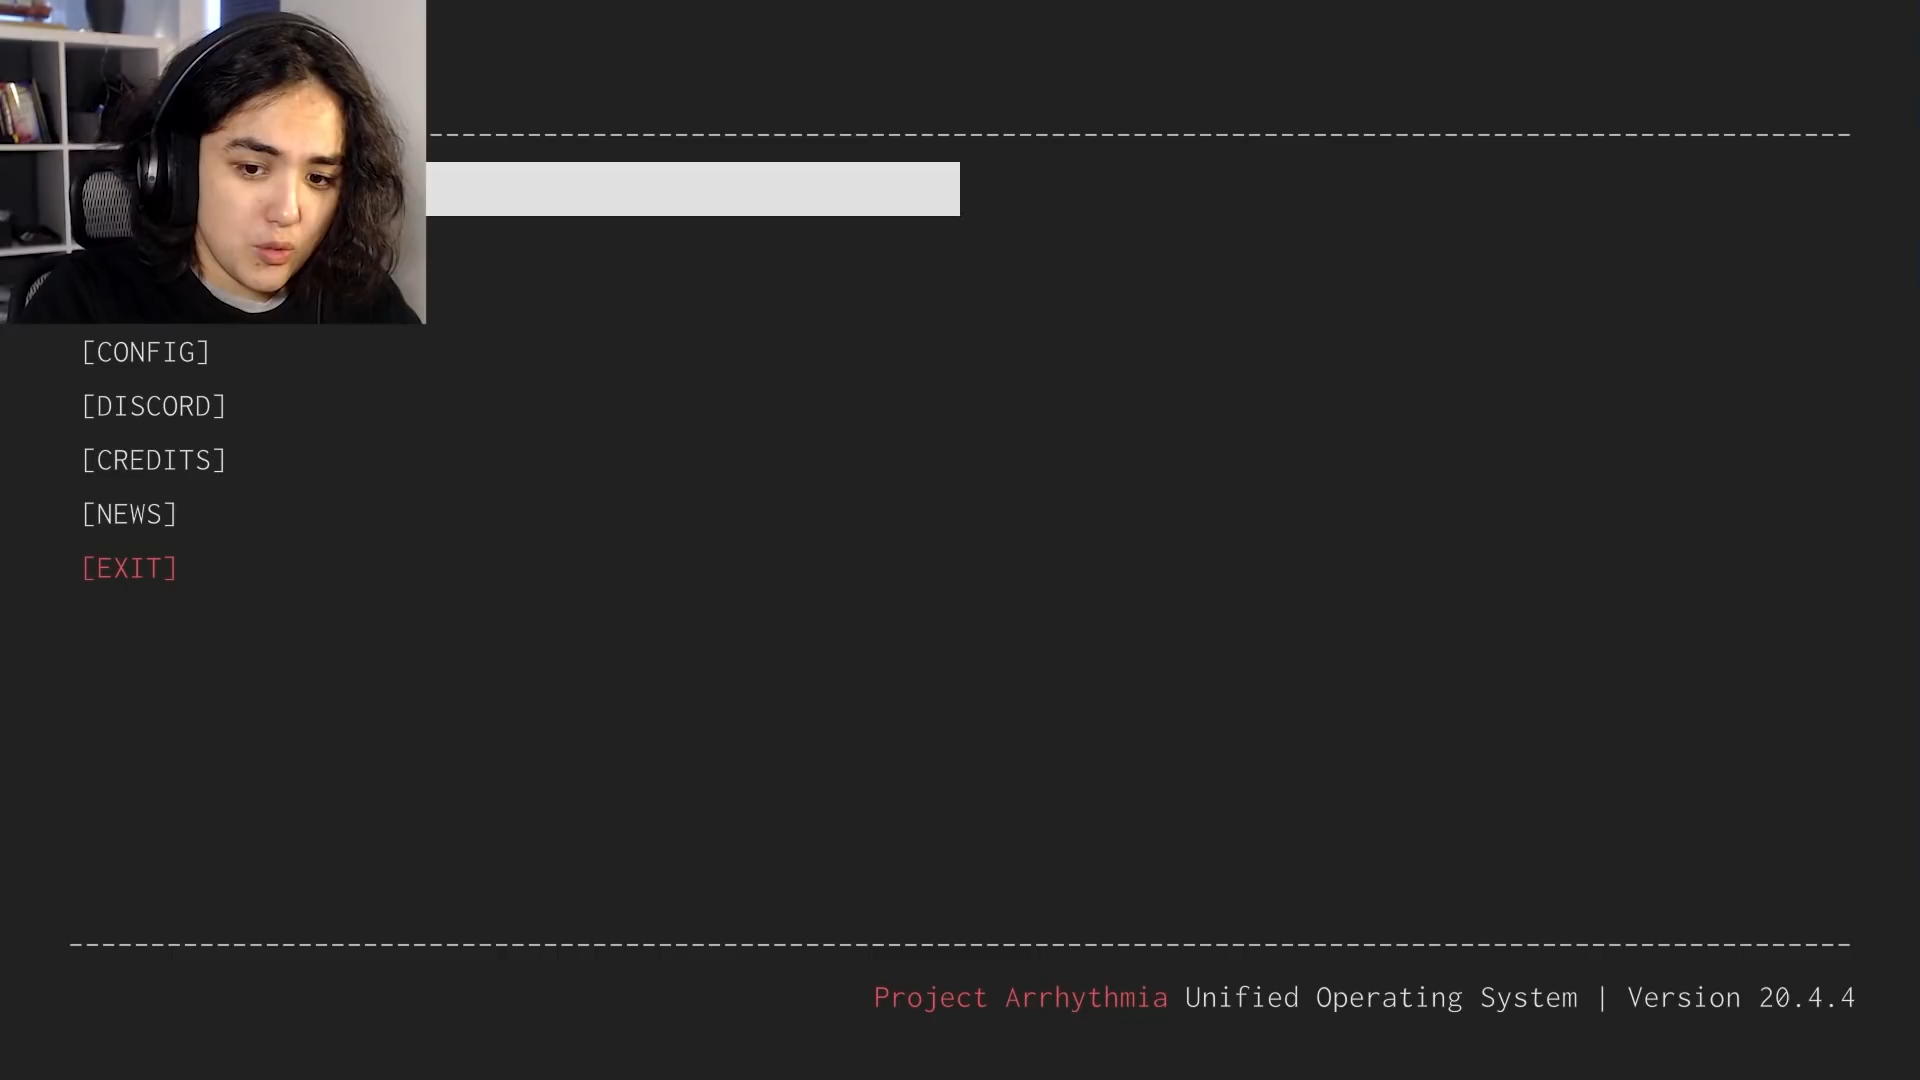 [CONFIG]
[DISCORD]
[CREDITS]
[NEWS]
[EXIT]
Project Arrhythmia Unified Operating System | Version 20.4.4